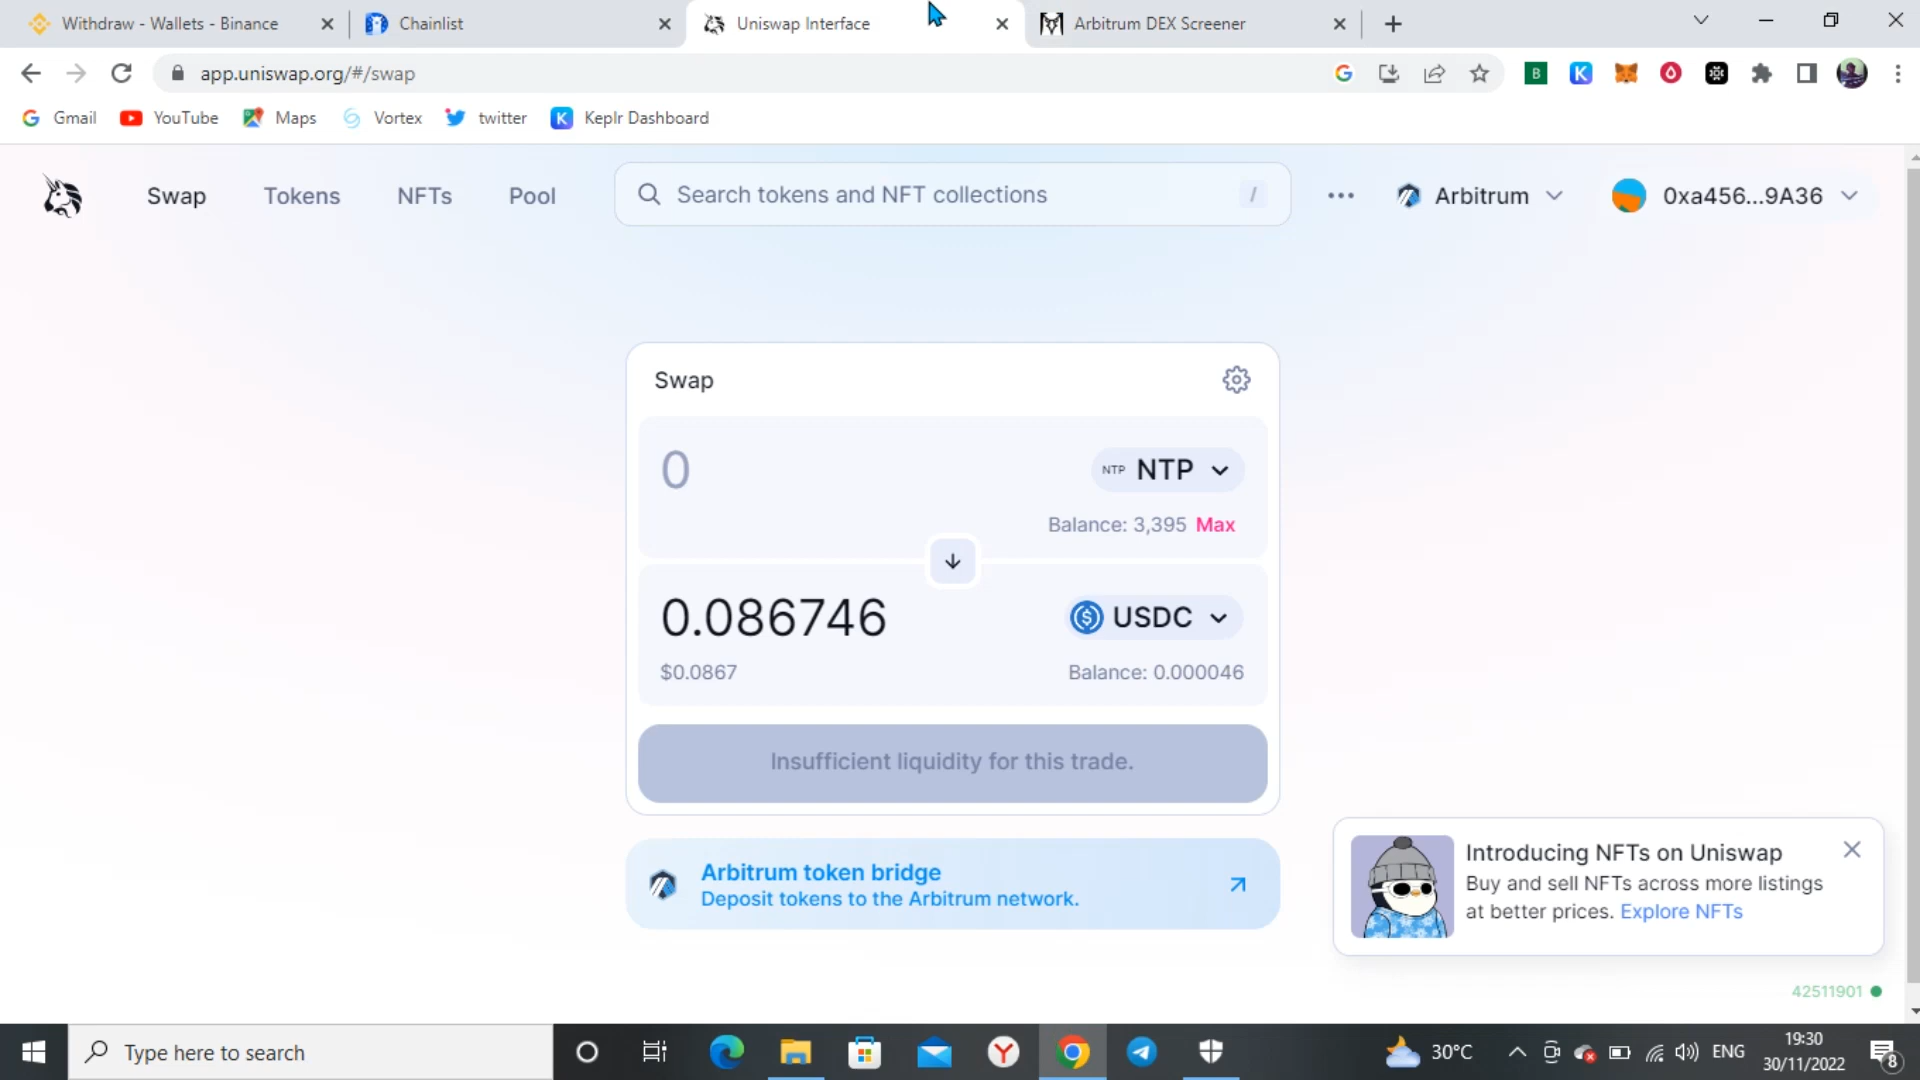 Withdraw - Wallets - Binance
Chainlist
Uniswap Interface
Arbitrum DEX Screener
app.uniswap.org/#/swap
Gmail
YouTube
Maps
Vortex
twitter
Keplr Dashboard
Swap
Tokens
NFTs
Pool
Search tokens and NFT collections
/
Arbitrum
0xa456...9A36
Swap
0
NTP NTP
Balance: 3,395 Max
0.086746
USDC
$0.0867
Balance: 0.000046
Insufficient liquidity for this trade.
Arbitrum token bridge
Deposit tokens to the Arbitrum network.
Introducing NFTs on Uniswap
Buy and sell NFTs across more listings
at better prices. Explore NFTs
42511901
Type here to search
30°C
ENG
19:30
30/11/2022
8